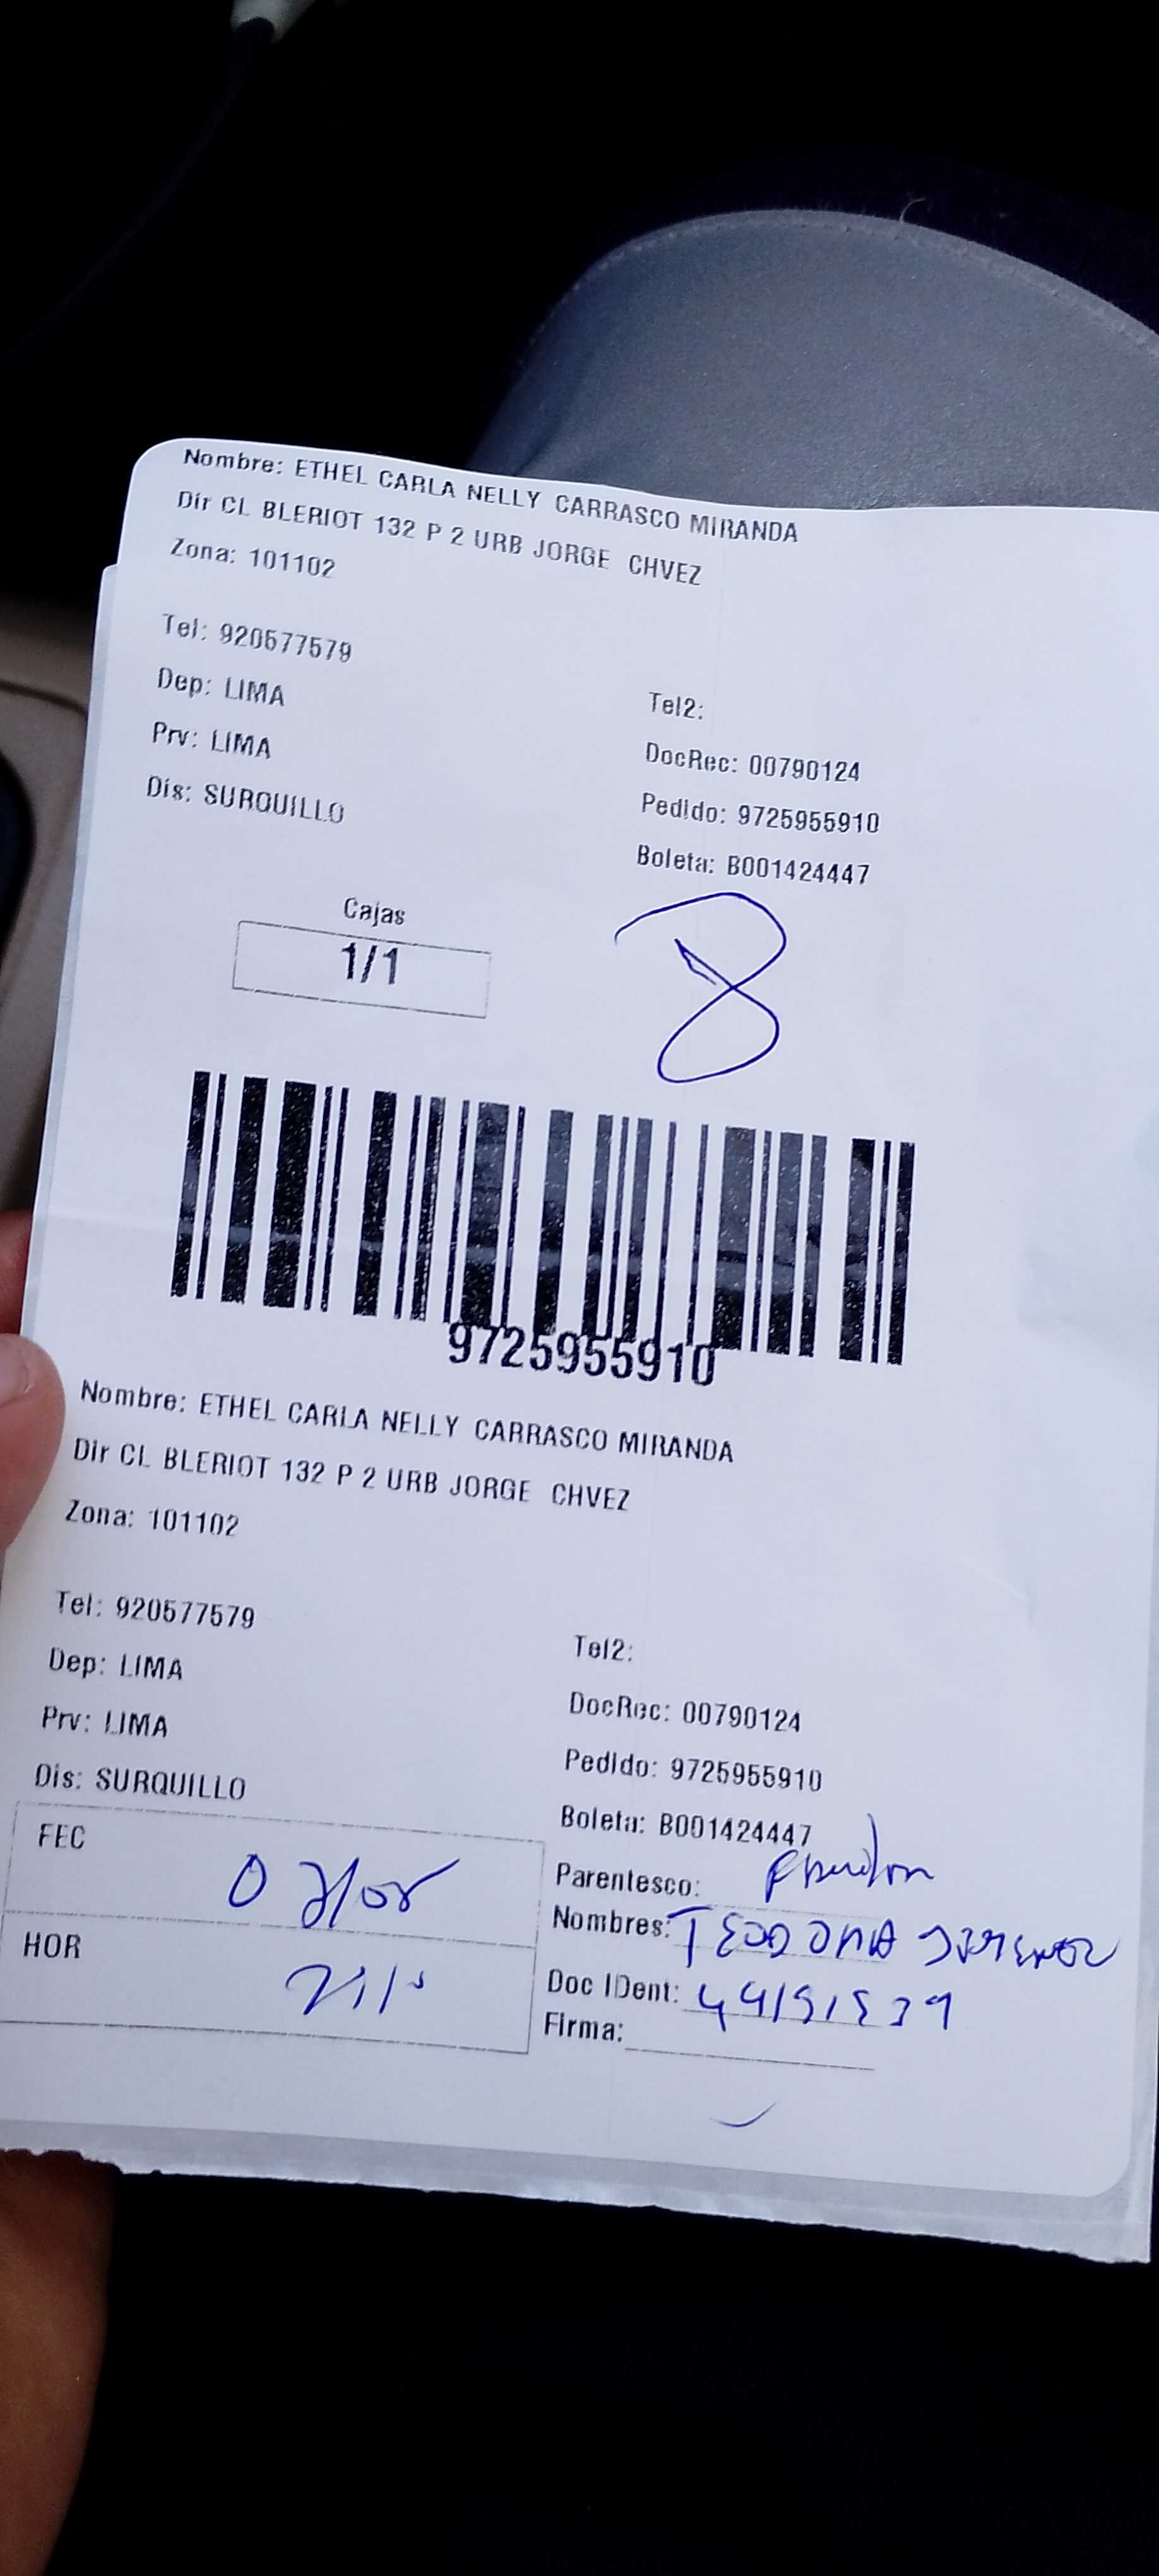 Nombre: ETHEL CARLA NELLY CARRASCO MIRANDA
Dir CL BLERIOT 132 P 2 URB JORGE CHVEZ
Zona: 101102
Tel: 920577579
Tel2:
Dep: LIMA
DocRec: 00790124
Prv: LIMA
Pedido: 9725955910
Dis: SURQUILLO
Boleta: B001424447
Cajas
1/1
8
9725955910
Nombre: ETHEL CARLA NELLY CARRASCO MIRANDA
Dir CL BLERIOT 132 P 2 URB JORGE CHVEZ
Zona: 101102
Tel: 920577579
Tel2:
Dep: LIMA
DocRec: 00790124
Prv: LIMA
Pedido: 9725955910
Dis: SURQUILLO
Boleta: B001424447
FEC
Parentesco:
Nombres:
HOR
Doc IDent:
Firma: